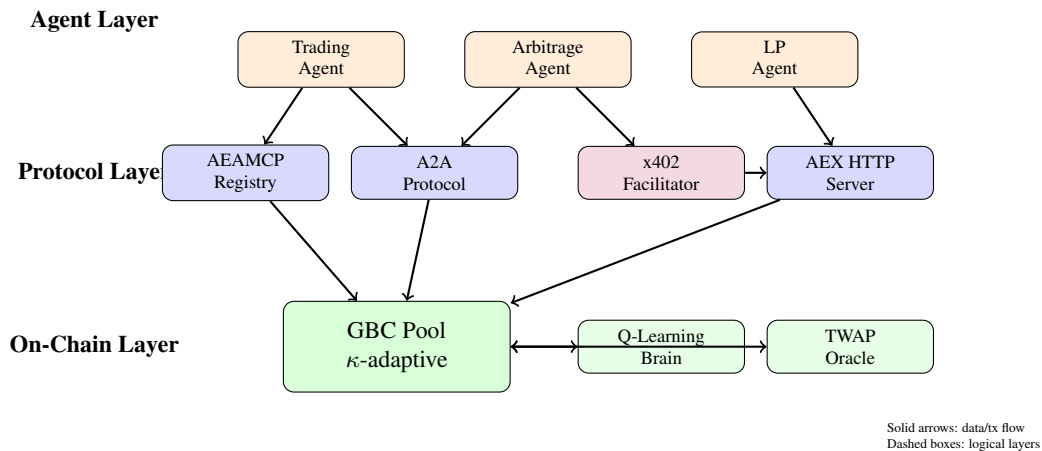 Agent Layer
Trading
Agent
Arbitrage
Agent
LP
Agent
Protocol Layer
AEAMCP
Registry
A2A
Protocol
x402
Facilitator
AEX HTTP
Server
On-Chain Layer
GBC Pool
κ-adaptive
Q-Learning
Brain
TWAP
Oracle
Solid arrows: data/tx flow
Dashed boxes: logical layers